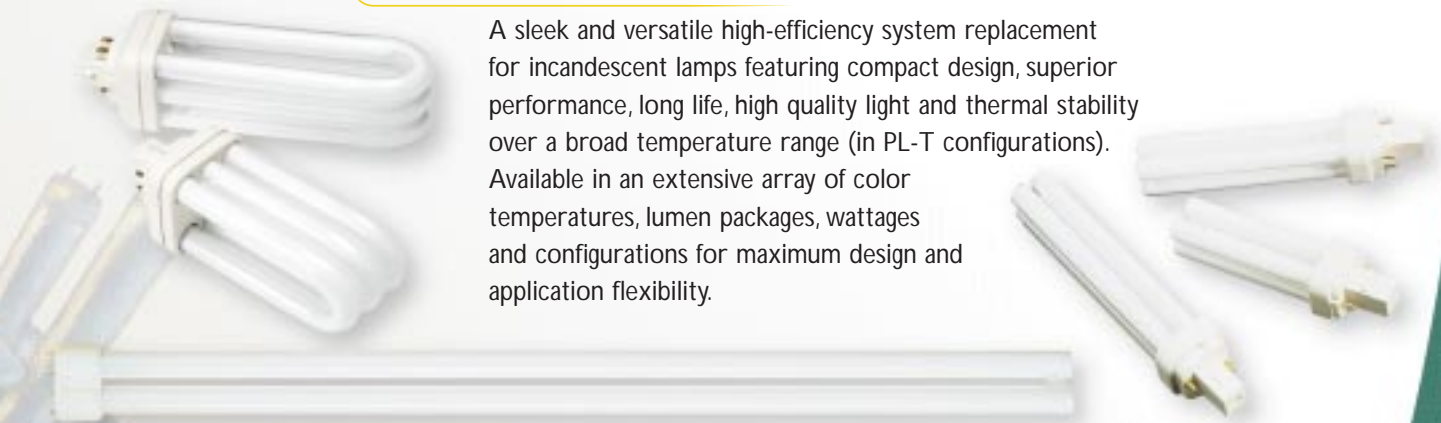 A sleek and versatile high-efficiency system replacement
for incandescent lamps featuring compact design, superior
performance, long life, high quality light and thermal stability
over a broad temperature range (in PL-T configurations).
Available in an extensive array of color
temperatures, lumen packages, wattages
and configurations for maximum design and
application flexibility.